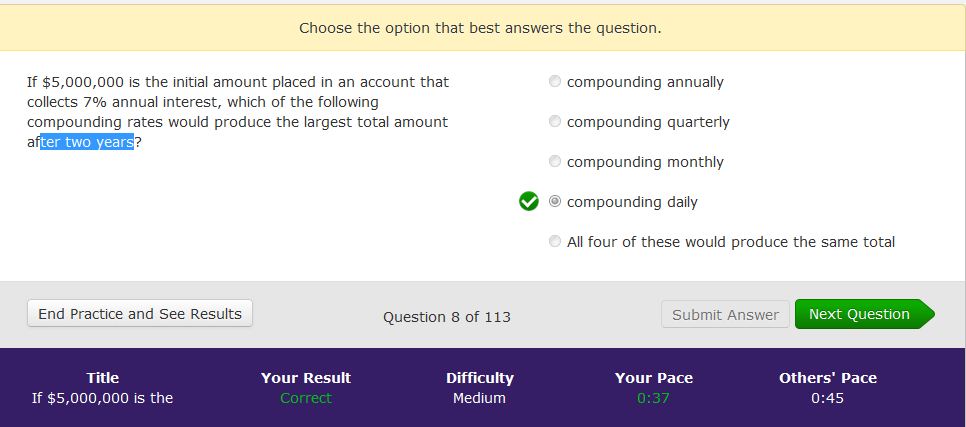 Choose the option that best answers the question.
If $5,000,000 is the initial amount placed in an account that
collects 7% annual interest, which of the following
compounding rates would produce the largest total amount
after two years?
compounding annually
compounding quarterly
compounding monthly
compounding daily
All four of these would produce the same total
End Practice and See Results
Question 8 of 113
Submit Answer
Next Question
Title
If $5,000,000 is the
Your Result
Correct
Difficulty
Medium
Your Pace
0:37
Others' Pace
0:45